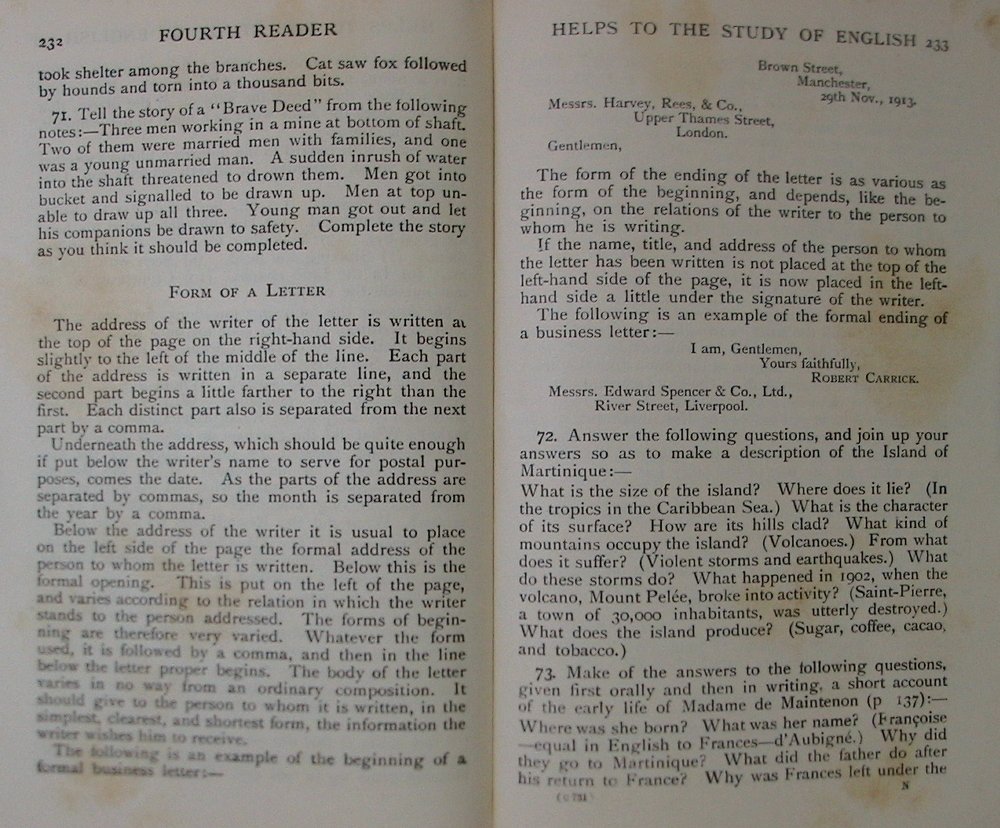 232 FOURTH READER
took shelter among the branches. Cat saw fox followed
by hounds and torn into a thousand bits.
71. Tell the story of a "Brave Deed" from the following
notes:—Three men working in a mine at bottom of shaft.
Two of them were married men with families, and one
was a young unmarried man. A sudden inrush of water
into the shaft threatened to drown them. Men got into
bucket and signalled to be drawn up. Men at top un-
able to draw up all three. Young man got out and let
his companions be drawn to safety. Complete the story
as you think it should be completed.
FORM OF A LETTER
The address of the writer of the letter is written at
the top of the page on the right-hand side. It begins
slightly to the left of the middle of the line. Each part
of the address is written in a separate line, and the
second part begins a little farther to the right than the
first. Each distinct part also is separated from the next
part by a comma.
Underneath the address, which should be quite enough
if put below the writer's name to serve for postal pur-
poses, comes the date. As the parts of the address are
separated by commas, so the month is separated from
the year by a comma.
Below the address of the writer it is usual to place
on the left side of the page the formal address of the
person to whom the letter is written. Below this is the
formal opening. This is put on the left of the page,
and varies according to the relation in which the writer
stands to the person addressed. The forms of begin-
ning are therefore very varied. Whatever the form
used, it is followed by a comma, and then in the line
below the letter proper begins. The body of the letter
varies in no way from an ordinary composition. It
should give to the person to whom it is written, in the
simplest, clearest, and shortest form, the information the
writer wishes him to receive.
The following is an example of the beginning of a
formal business letter:—
HELPS TO THE STUDY OF ENGLISH 233
Brown Street,
Manchester,
29th Nov., 1913.
Messrs. Harvey, Rees, & Co.,
Upper Thames Street,
London.
Gentlemen,
The form of the ending of the letter is as various as
the form of the beginning, and depends, like the be-
ginning, on the relations of the writer to the person to
whom he is writing.
If the name, title, and address of the person to whom
the letter has been written is not placed at the top of the
left-hand side of the page, it is now placed in the left-
hand side a little under the signature of the writer.
The following is an example of the formal ending of
a business letter:—
I am, Gentlemen,
Yours faithfully,
ROBERT CARRICK.
Messrs. Edward Spencer & Co., Ltd.,
River Street, Liverpool.
72. Answer the following questions, and join up your
answers so as to make a description of the Island of
Martinique:—
What is the size of the island? Where does it lie? (In
the tropics in the Caribbean Sea.) What is the character
of its surface? How are its hills clad? What kind of
mountains occupy the island? (Volcanoes.) From what
does it suffer? (Violent storms and earthquakes.) What
do these storms do? What happened in 1902, when the
volcano, Mount Pelée, broke into activity? (Saint-Pierre,
a town of 30,000 inhabitants, was utterly destroyed.)
What does the island produce? (Sugar, coffee, cacao,
and tobacco.)
73. Make of the answers to the following questions,
given first orally and then in writing, a short account
of the early life of Madame de Maintenon (p 137):—
Where was she born? What was her name? (Françoise
—equal in English to Frances—d'Aubigné.) Why did
they go to Martinique? What did the father do after
his return to France? Why was Frances left under the
(C 731) N